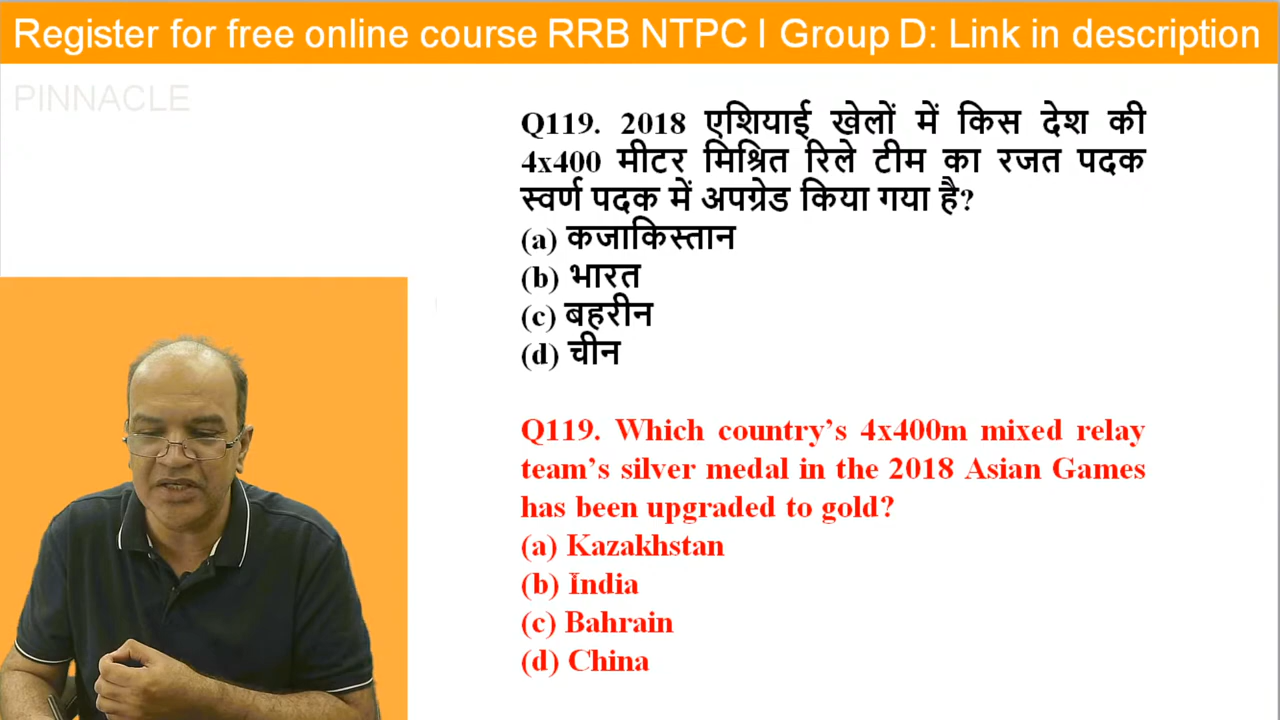 Register for free online course RRB NTPC I Group D: Link in description
PINNACLE
Q119. 2018 एशियाई खेलों में किस देश की
4x400 मीटर मिश्रित रिले टीम का रजत पदक
स्वर्ण पदक में अपग्रेड किया गया है?
(a) कजाकिस्तान
(b) भारत
(c) बहरीन
(d) चीन
Q119. Which country’s 4x400m mixed relay
team’s silver medal in the 2018 Asian Games
has been upgraded to gold?
(a) Kazakhstan
(b) India
(c) Bahrain
(d) China